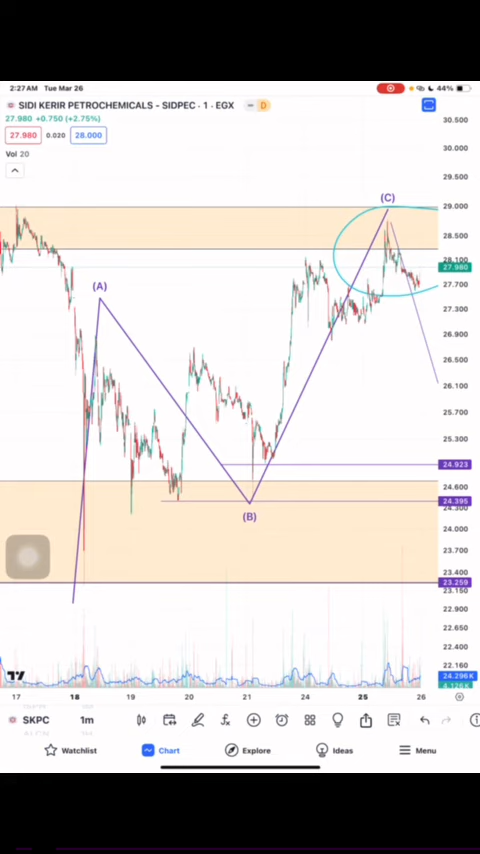 2:27AM Tue Mar 26
44%
SIDI KERIR PETROCHEMICALS - SIDPEC · 1 · EGX
D
27.980 +0.750 (+2.75%)
27.980 0.020 28.000
Vol 20
30.500
30.000
29.500
29.000
28.500
28.100
27.980
27.700
27.300
26.900
26.500
26.100
25.700
25.300
24.923
24.600
24.395
24.300
24.000
23.700
23.400
23.259
23.150
22.900
22.650
22.400
22.160
24.296K
(A)
(B)
(C)
17 18 19 20 21 24 25 26
SKPC 1m
Watchlist Chart Explore Ideas Menu